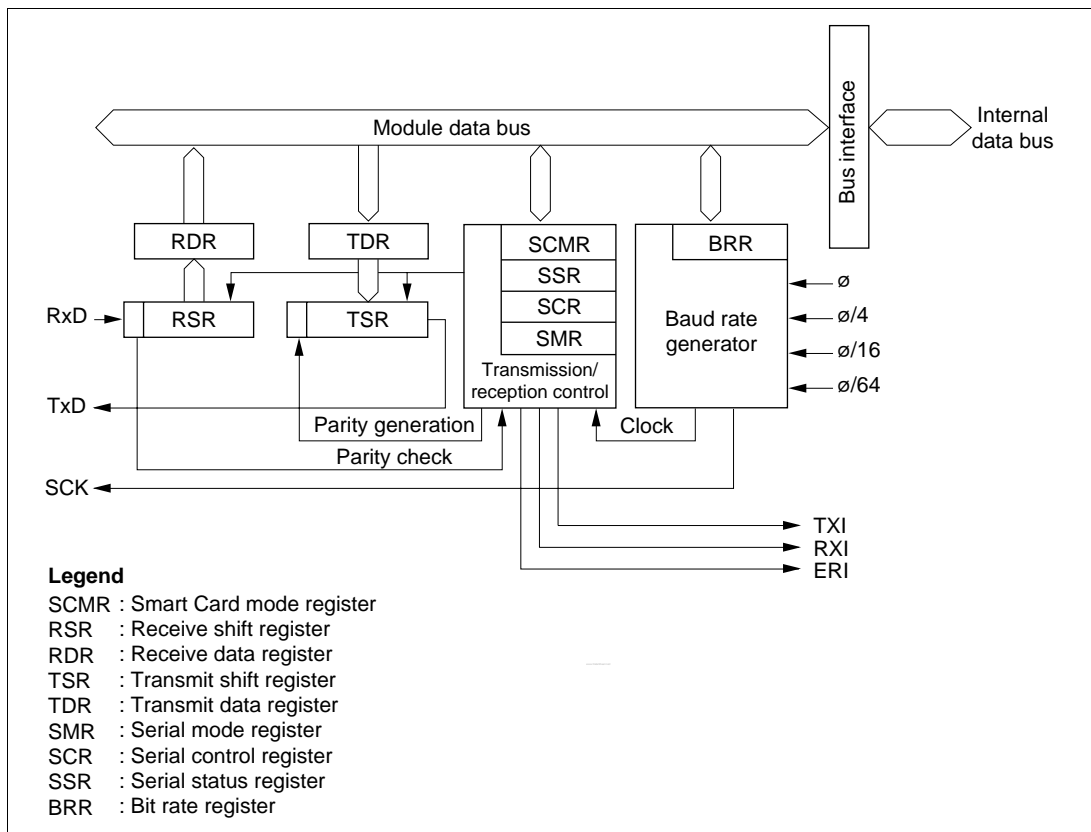 Module data bus
Bus interface
Internal
data bus
RDR
TDR
SCMR
SSR
SCR
SMR
Transmission/
reception control
BRR
Baud rate
generator
ø
ø/4
ø/16
ø/64
RxD
RSR
TSR
TxD
Parity generation
Clock
Parity check
SCK
TXI
RXI
ERI
Legend
SCMR : Smart Card mode register
RSR : Receive shift register
RDR : Receive data register
TSR : Transmit shift register
TDR : Transmit data register
SMR : Serial mode register
SCR : Serial control register
SSR : Serial status register
BRR : Bit rate register